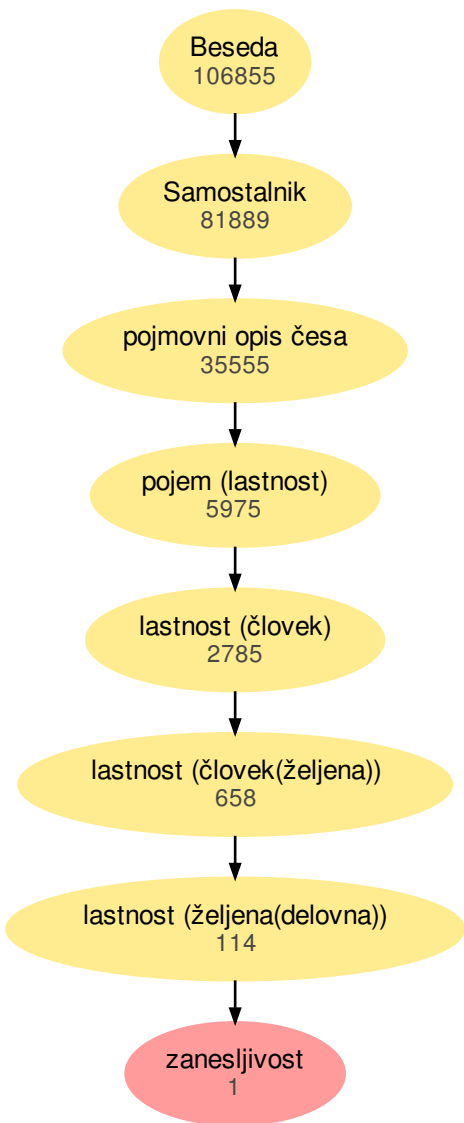 Beseda
106855
Samostalnik
81889
pojmovni opis česa
35555
pojem (lastnost)
5975
lastnost (človek)
2785
lastnost (človek(željena))
658
lastnost (željena(delovna))
114
zanesljivost
1